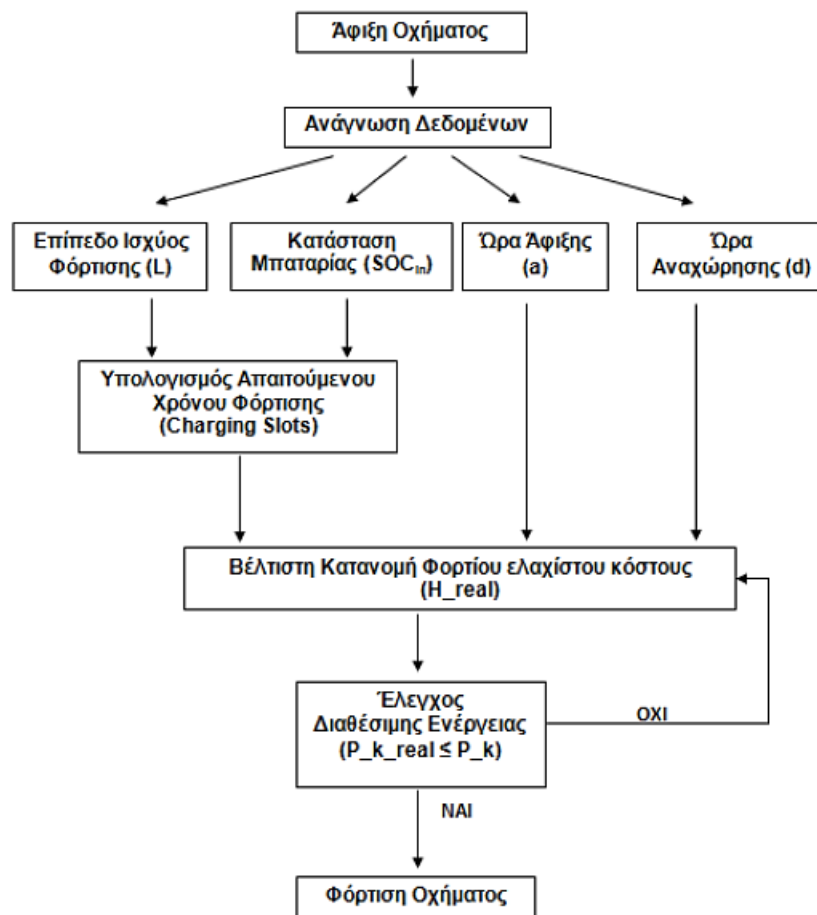 Άφιξη Οχήματος
Ανάγνωση Δεδομένων
Επίπεδο Ισχύος
Φόρτισης (L)
Κατάσταση
Μπαταρίας (SOCIn)
Ώρα Άφιξης
(a)
Ώρα
Αναχώρησης (d)
Υπολογισμός Απαιτούμενου
Χρόνου Φόρτισης
(Charging Slots)
Βέλτιστη Κατανομή Φορτίου ελαχίστου κόστους
(H_real)
Έλεγχος
Διαθέσιμης Ενέργειας
(P_k_real ≤ P_k)
ΟΧΙ
ΝΑΙ
Φόρτιση Οχήματος